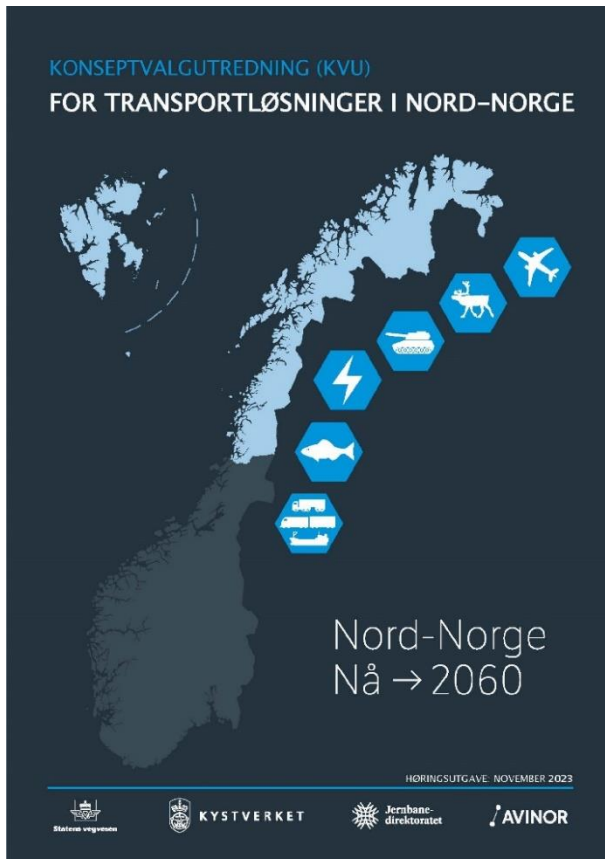 KONSEPTVALGUTREDNING (KVU)
FOR TRANSPORTLØSNINGER I NORD-NORGE
Nord-Norge
Nå → 2060
HØRINGSUTGAVE: NOVEMBER 2023
Statens vegvesen
KYSTVERKET
Jernbane-
direktoratet
AVINOR